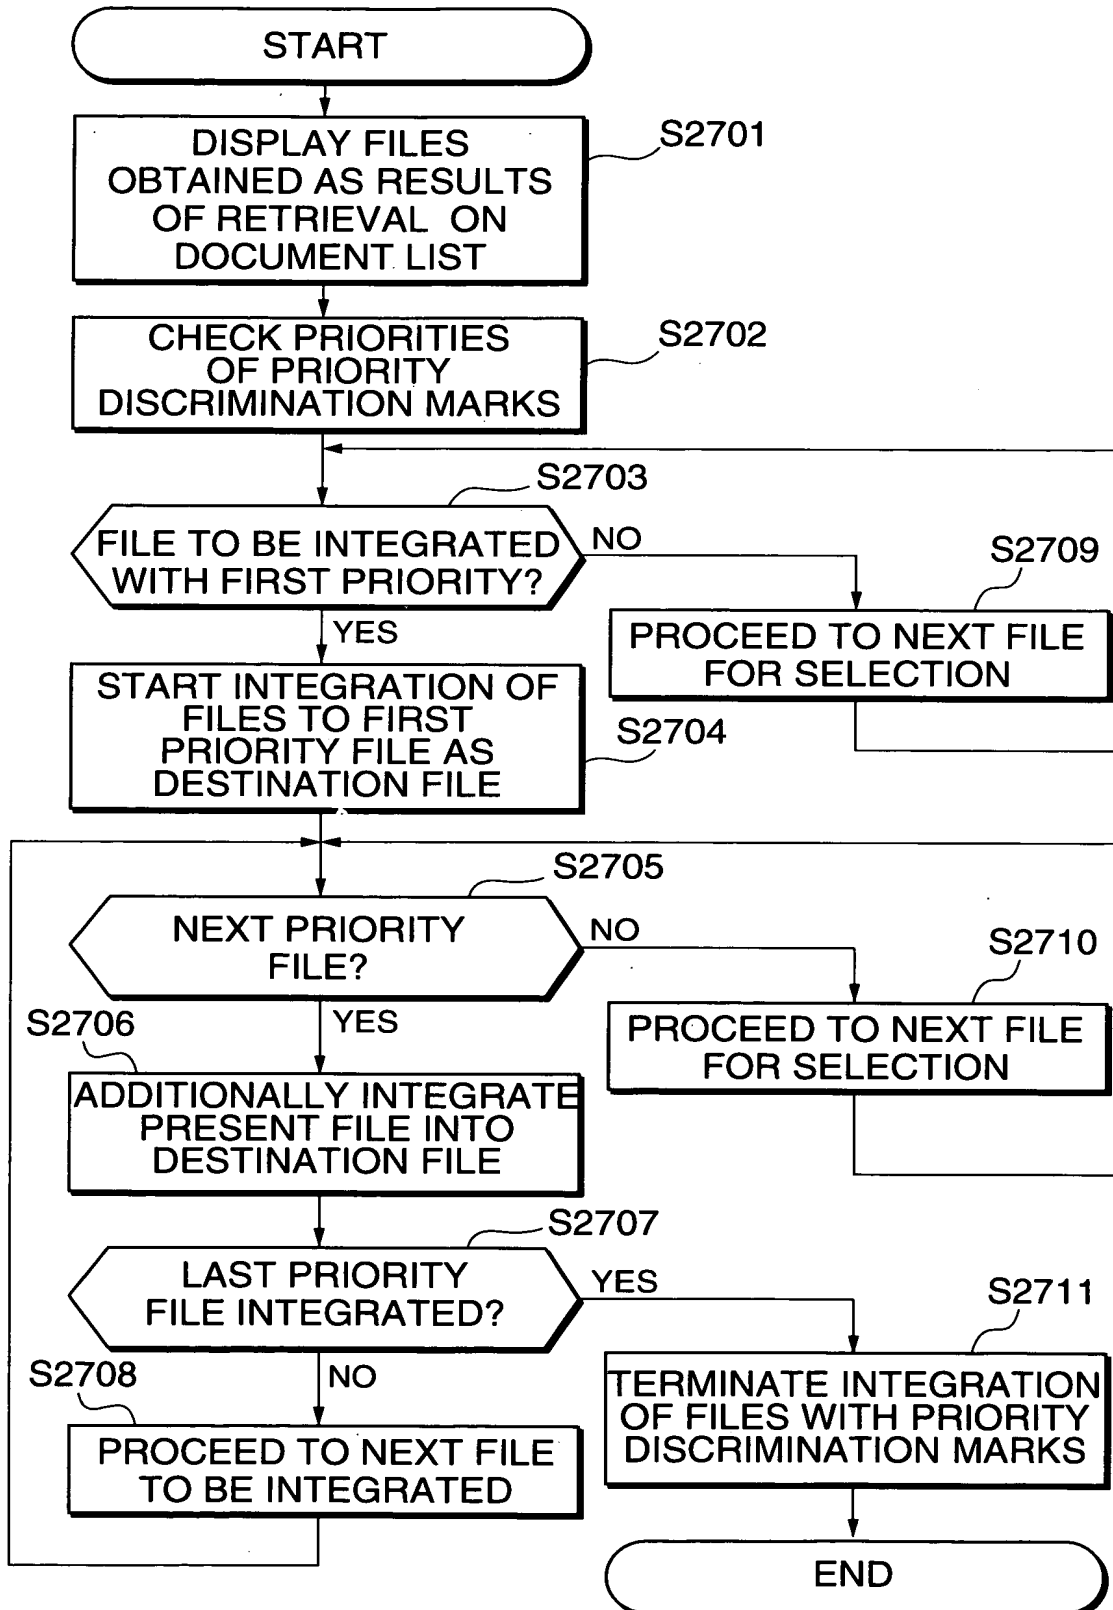 START
DISPLAY FILES
OBTAINED AS RESULTS
OF RETRIEVAL ON
DOCUMENT LIST
S2701
CHECK PRIORITIES
OF PRIORITY
DISCRIMINATION MARKS
S2702
S2703
FILE TO BE INTEGRATED
WITH FIRST PRIORITY?
NO
YES
S2709
PROCEED TO NEXT FILE
FOR SELECTION
START INTEGRATION OF
FILES TO FIRST
PRIORITY FILE AS
DESTINATION FILE
S2704
S2705
NEXT PRIORITY
FILE?
NO
YES
S2710
PROCEED TO NEXT FILE
FOR SELECTION
S2706
ADDITIONALLY INTEGRATE
PRESENT FILE INTO
DESTINATION FILE
S2707
LAST PRIORITY
FILE INTEGRATED?
YES
NO
S2711
TERMINATE INTEGRATION
OF FILES WITH PRIORITY
DISCRIMINATION MARKS
S2708
PROCEED TO NEXT FILE
TO BE INTEGRATED
END